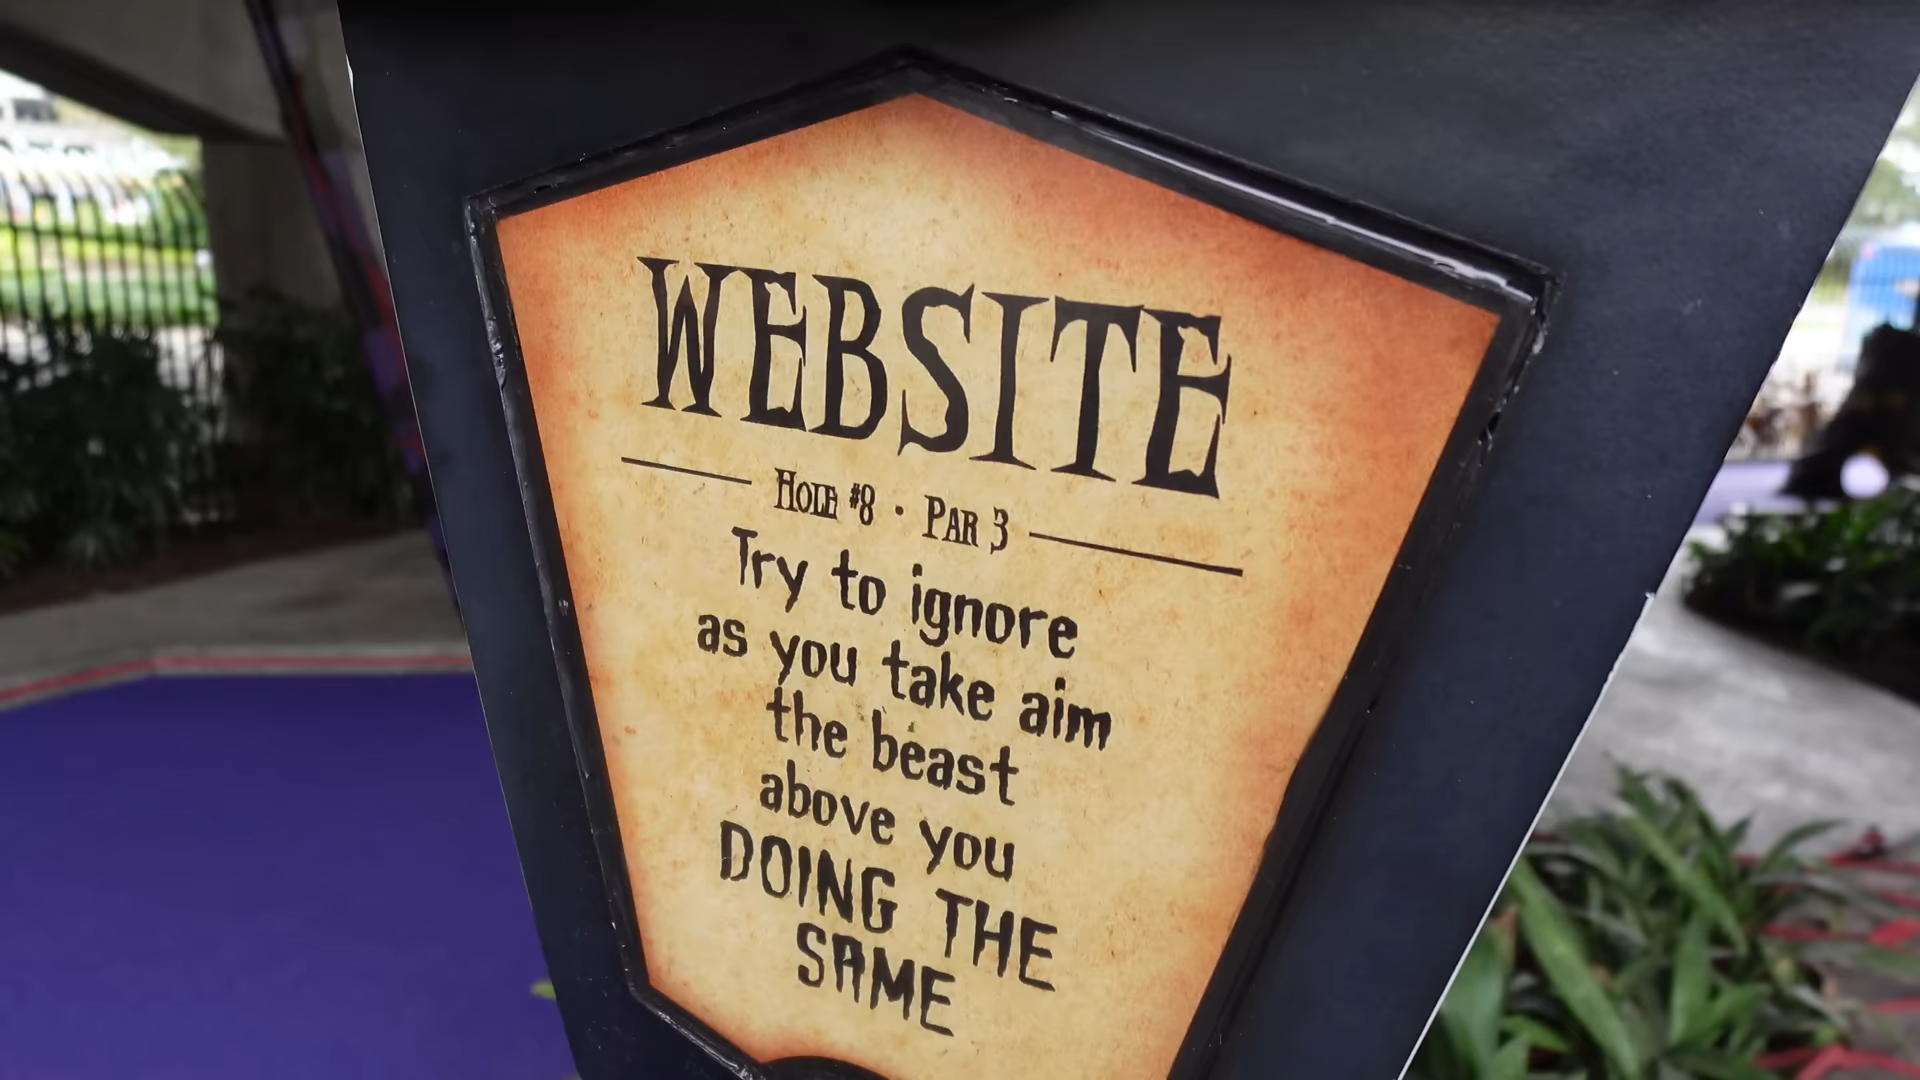 WEBSITE
HOLE #8 · PAR 3
Try to ignore
as you take aim
the beast
above you
DOING THE
SAME